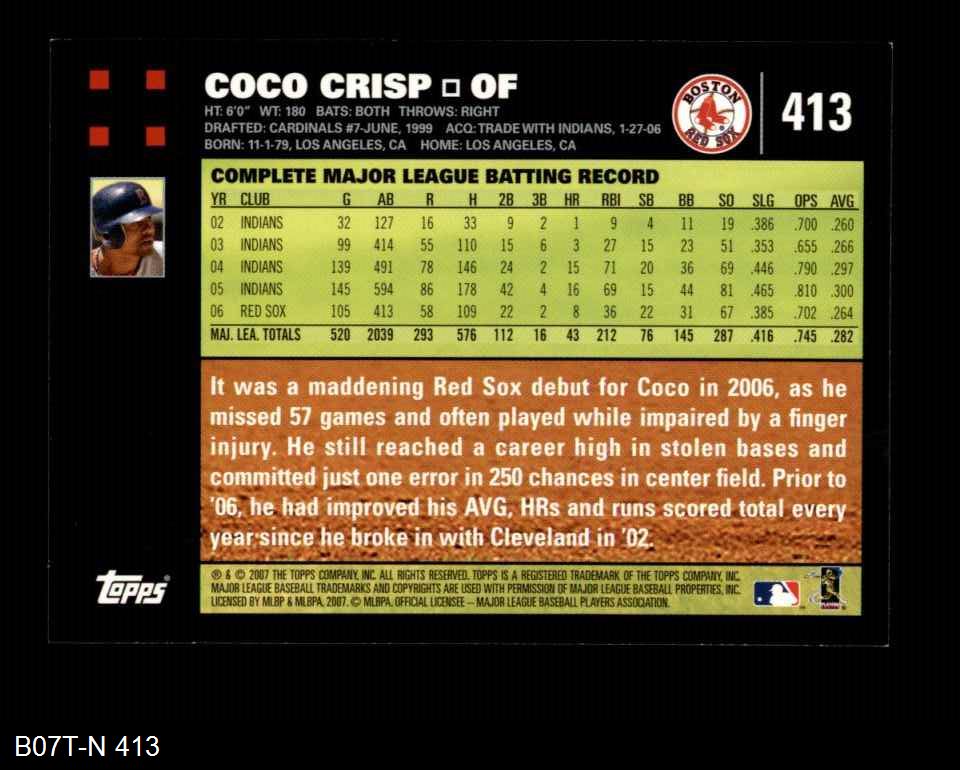 COCO CRISP □ OF
HT: 6'0" WT: 180 BATS: BOTH THROWS: RIGHT
DRAFTED: CARDINALS #7-JUNE, 1999 ACQ: TRADE WITH INDIANS, 1-27-06
BORN: 11-1-79, LOS ANGELES, CA HOME: LOS ANGELES, CA
BOSTON
RED SOX
413
COMPLETE MAJOR LEAGUE BATTING RECORD
YR CLUB G AB R H 2B 3B HR RBI SB BB SO SLG OPS AVG
02 INDIANS 32 127 16 33 9 2 1 9 4 11 19 .386 .700 .260
03 INDIANS 99 414 55 110 15 6 3 27 15 23 51 .353 .655 .266
04 INDIANS 139 491 78 146 24 2 15 71 20 36 69 .446 .790 .297
05 INDIANS 145 594 86 178 42 4 16 69 15 44 81 .465 .810 .300
06 RED SOX 105 413 58 109 22 2 8 36 22 31 67 .385 .702 .264
MAJ. LEA. TOTALS 520 2039 293 576 112 16 43 212 76 145 287 .416 .745 .282
It was a maddening Red Sox debut for Coco in 2006, as he
missed 57 games and often played while impaired by a finger
injury. He still reached a career high in stolen bases and
committed just one error in 250 chances in center field. Prior to
'06, he had improved his AVG, HRs and runs scored total every
year since he broke in with Cleveland in '02.
topps®
® & © 2007 THE TOPPS COMPANY, INC. ALL RIGHTS RESERVED. TOPPS IS A REGISTERED TRADEMARK OF THE TOPPS COMPANY, INC.
MAJOR LEAGUE BASEBALL TRADEMARKS AND COPYRIGHTS ARE USED WITH PERMISSION OF MAJOR LEAGUE BASEBALL PROPERTIES, INC.
LICENSED BY MLBP & MLBPA, 2007. © MLBPA. OFFICIAL LICENSEE – MAJOR LEAGUE BASEBALL PLAYERS ASSOCIATION.
B07T-N 413